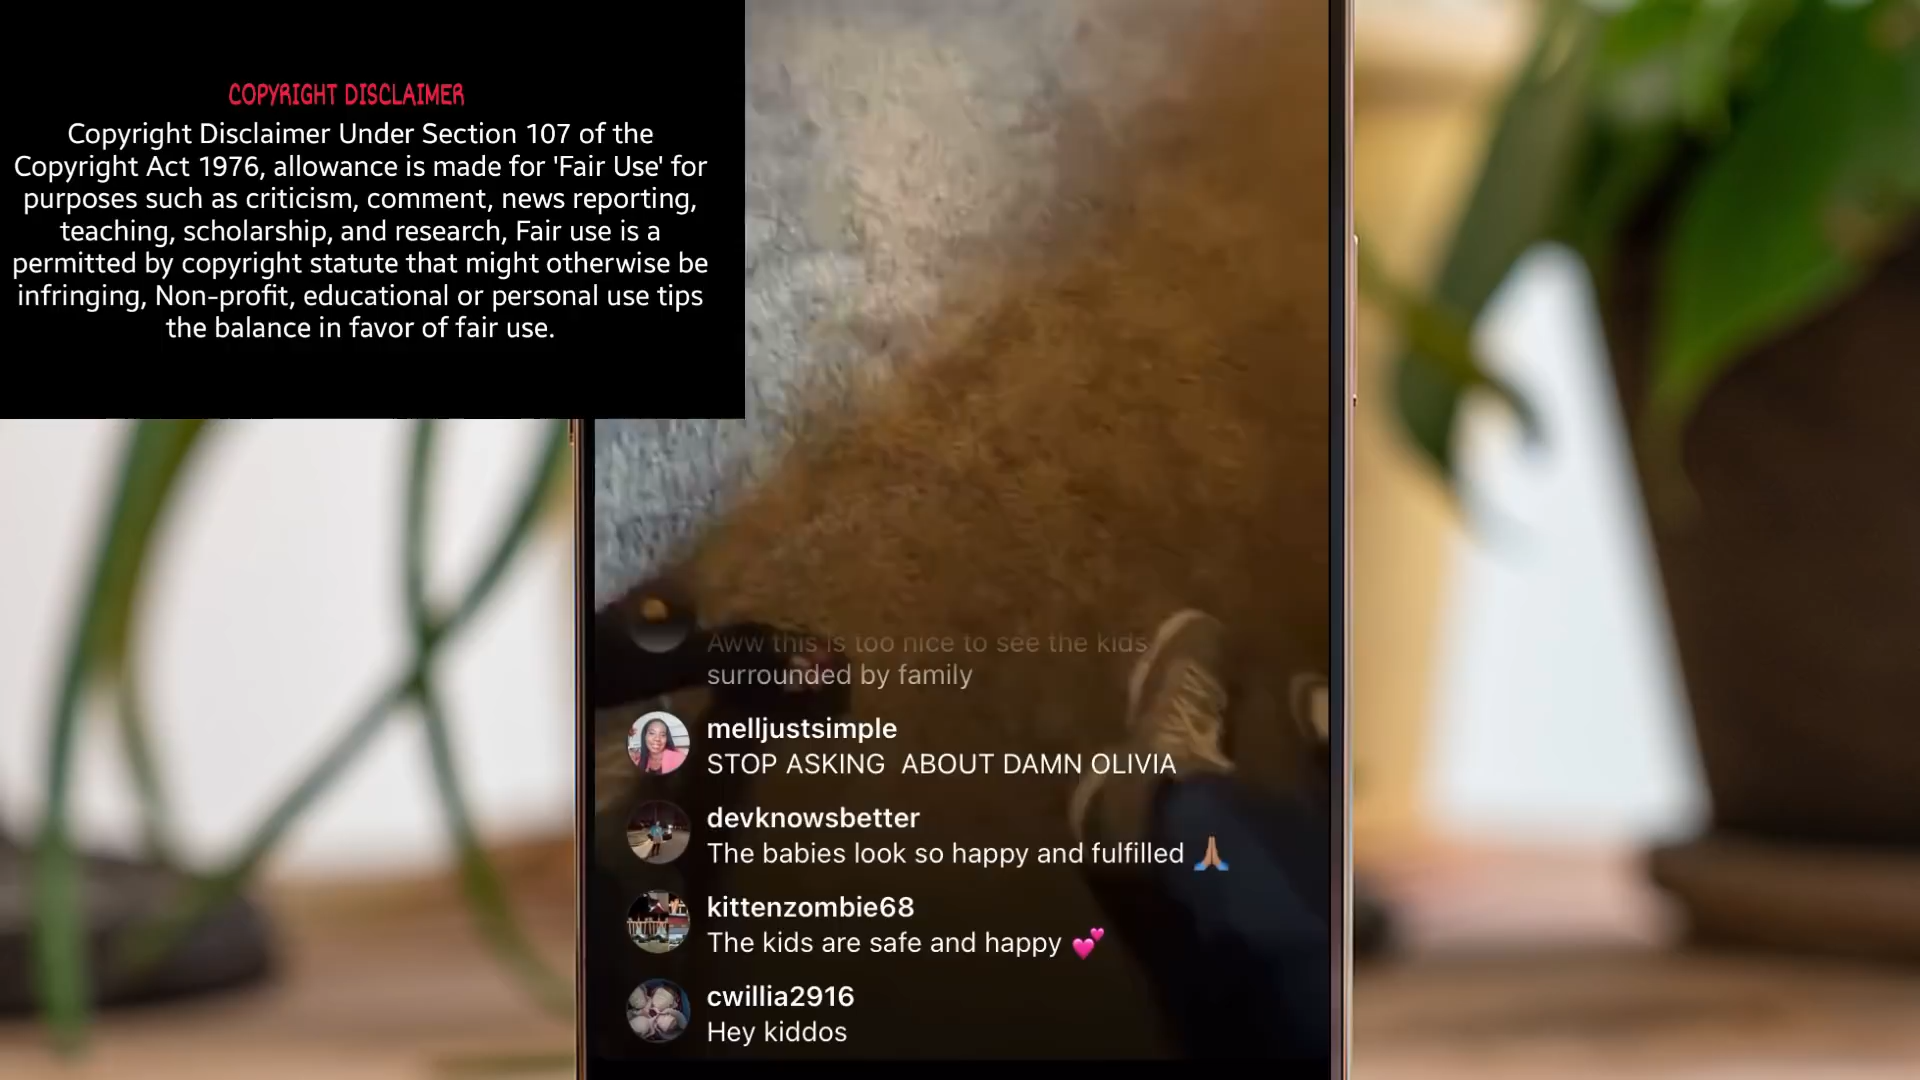 COPYRIGHT DISCLAIMER
Copyright Disclaimer Under Section 107 of the
Copyright Act 1976, allowance is made for 'Fair Use' for
purposes such as criticism, comment, news reporting,
teaching, scholarship, and research, Fair use is a
permitted by copyright statute that might otherwise be
infringing, Non-profit, educational or personal use tips
the balance in favor of fair use.
Aww this is too nice to see the kids
surrounded by family
melljustsimple
STOP ASKING ABOUT DAMN OLIVIA
devknowsbetter
The babies look so happy and fulfilled 🙏🏽
kittenzombie68
The kids are safe and happy 💕
cwillia2916
Hey kiddos